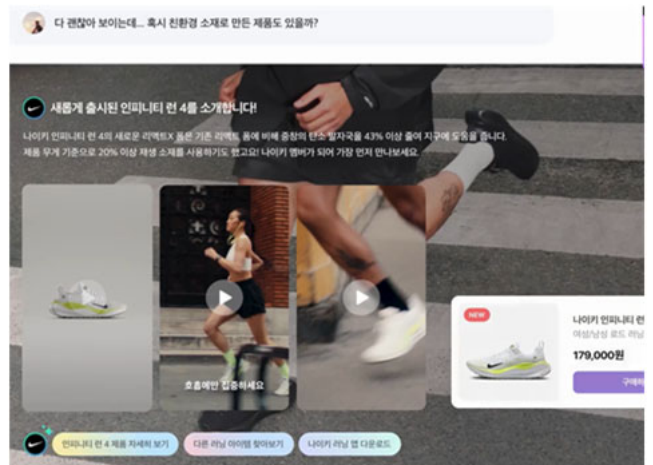 다 괜찮아 보이는데... 혹시 친환경 소재로 만든 제품도 있을까?
새롭게 출시된 인피니티 런 4를 소개합니다!
나이키 인피니티 런 4의 새로운 리액트X 폼은 기존 리액트 폼에 비해 중창의 탄소 발자국을 43% 이상 줄여 지구에 도움을 줍니다.
제품 무게 기준으로 20% 이상 재생 소재를 사용하기도 했고요! 나이키 멤버가 되어 가장 먼저 만나보세요.
호흡에만 집중하세요
NEW
나이키 인피니티 런
여성/남성 로드 러닝
179,000원
구매하
인피니티 런 4 제품 자세히 보기
다른 러닝 아이템 찾아보기
나이키 러닝 앱 다운로드